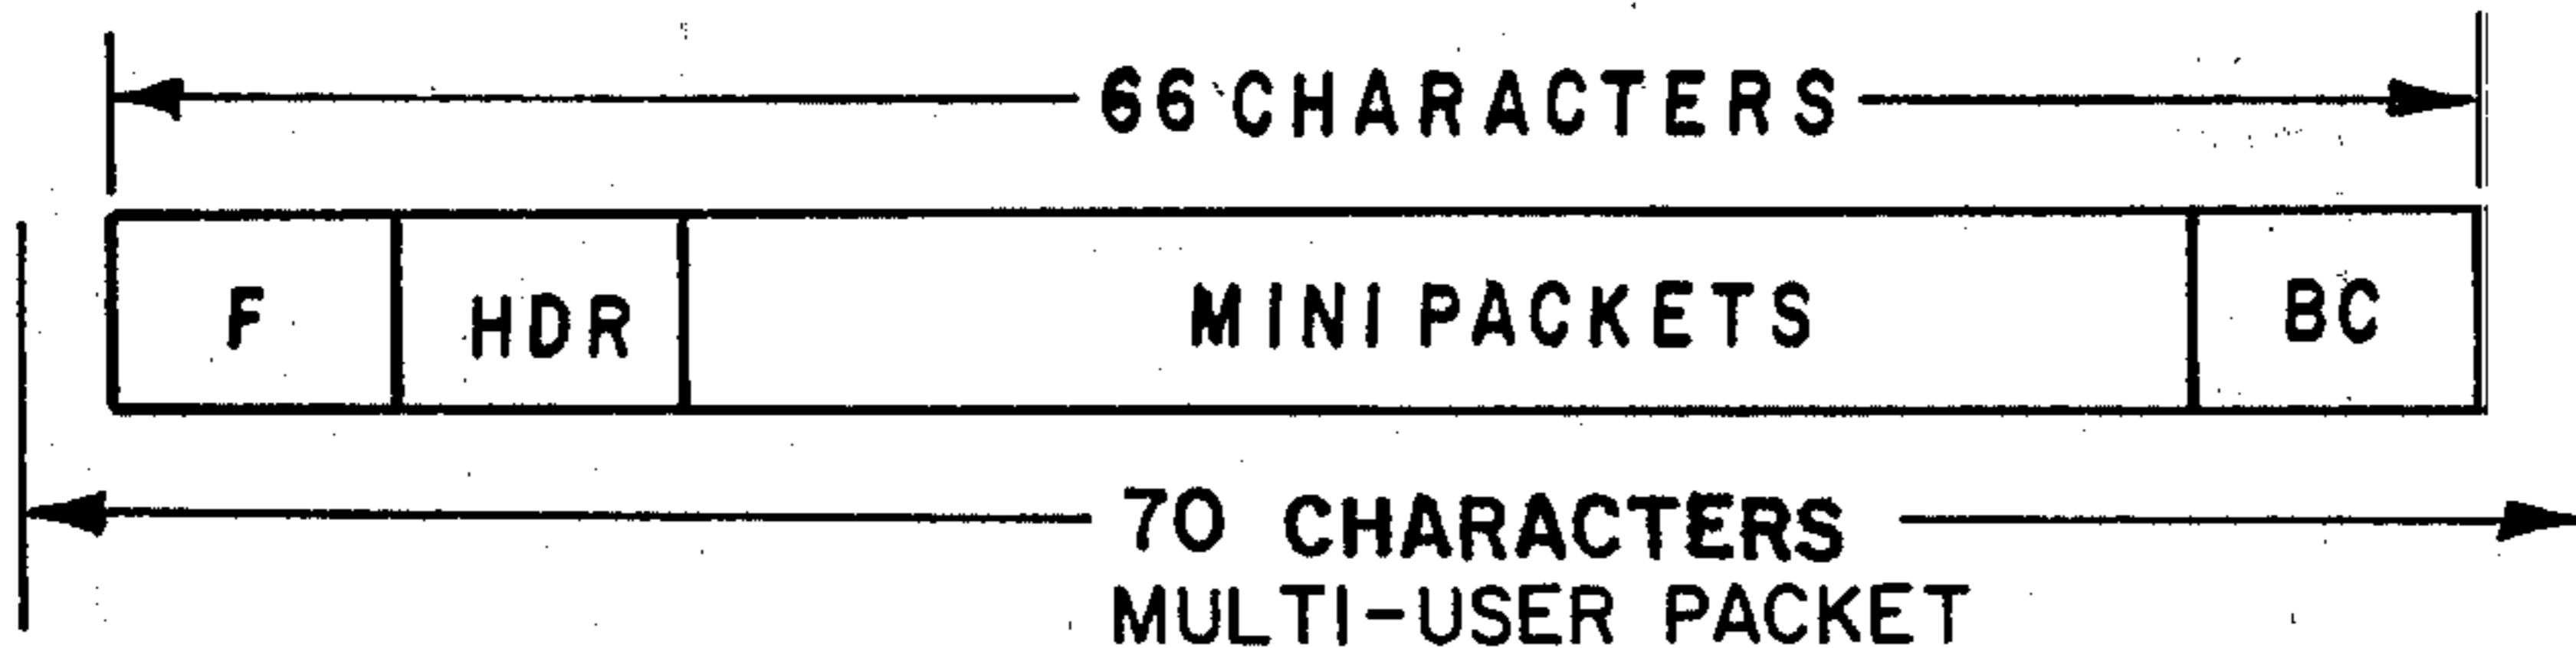 66 CHARACTERS
F HDR MINI PACKETS BC
70 CHARACTERS
MULTI-USER PACKET